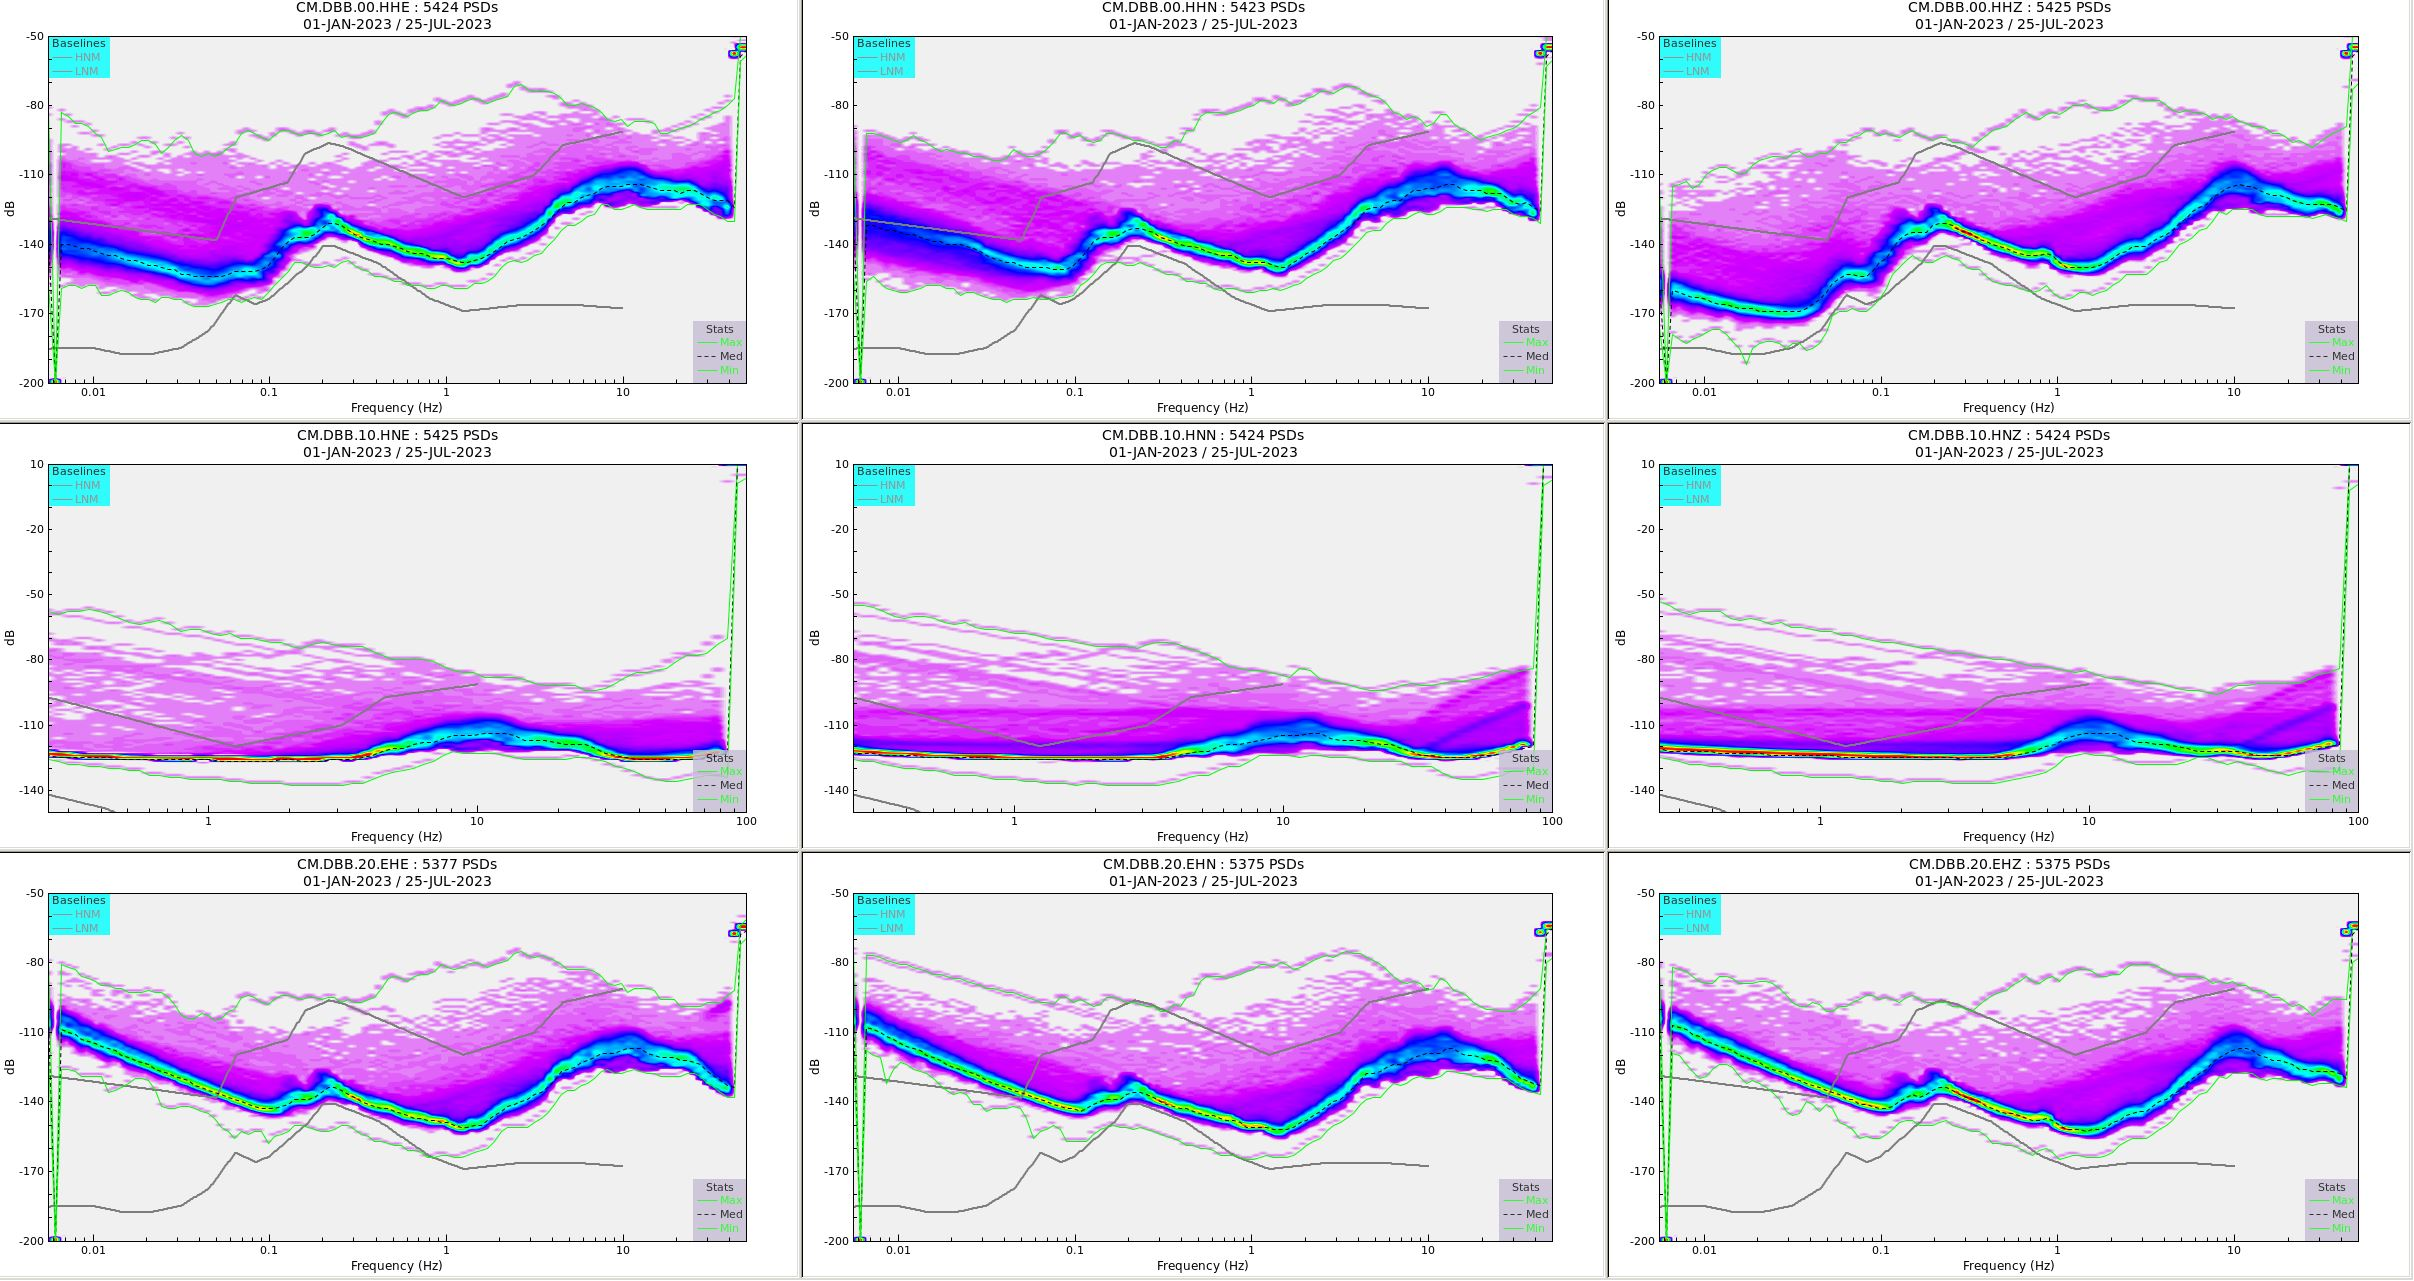 CM.DBB.00.HHE : 5424 PSDs
01-JAN-2023 / 25-JUL-2023
Baselines
HNM
LNM
-50
-80
-110
-140
-170
-200
dB
Stats
Max
Med
Min
0.01 0.1 1 10
Frequency (Hz)
CM.DBB.00.HHN : 5423 PSDs
01-JAN-2023 / 25-JUL-2023
Baselines
HNM
LNM
-50
-80
-110
-140
-170
-200
dB
Stats
Max
Med
Min
0.01 0.1 1 10
Frequency (Hz)
CM.DBB.00.HHZ : 5425 PSDs
01-JAN-2023 / 25-JUL-2023
Baselines
HNM
LNM
-50
-80
-110
-140
-170
-200
dB
Stats
Max
Med
Min
0.01 0.1 1 10
Frequency (Hz)
CM.DBB.10.HNE : 5425 PSDs
01-JAN-2023 / 25-JUL-2023
Baselines
HNM
LNM
10
-20
-50
-80
-110
-140
dB
Stats
Max
Med
Min
1 10 100
Frequency (Hz)
CM.DBB.10.HNN : 5424 PSDs
01-JAN-2023 / 25-JUL-2023
Baselines
HNM
LNM
10
-20
-50
-80
-110
-140
dB
Stats
Max
Med
Min
1 10 100
Frequency (Hz)
CM.DBB.10.HNZ : 5424 PSDs
01-JAN-2023 / 25-JUL-2023
Baselines
HNM
LNM
10
-20
-50
-80
-110
-140
dB
Stats
Max
Med
Min
1 10 100
Frequency (Hz)
CM.DBB.20.EHE : 5377 PSDs
01-JAN-2023 / 25-JUL-2023
Baselines
HNM
LNM
-50
-80
-110
-140
-170
-200
dB
Stats
Max
Med
Min
0.01 0.1 1 10
Frequency (Hz)
CM.DBB.20.EHN : 5375 PSDs
01-JAN-2023 / 25-JUL-2023
Baselines
HNM
LNM
-50
-80
-110
-140
-170
-200
dB
Stats
Max
Med
Min
0.01 0.1 1 10
Frequency (Hz)
CM.DBB.20.EHZ : 5375 PSDs
01-JAN-2023 / 25-JUL-2023
Baselines
HNM
LNM
-50
-80
-110
-140
-170
-200
dB
Stats
Max
Med
Min
0.01 0.1 1 10
Frequency (Hz)